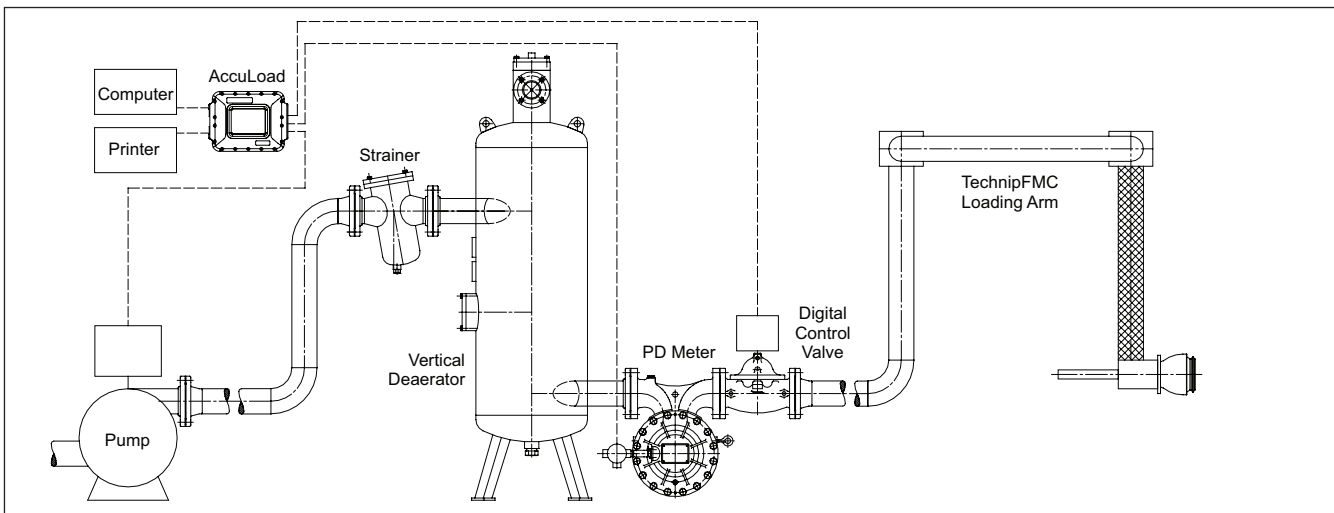 AccuLoad
Computer
Printer
Strainer
TechnipFMC
Loading Arm
Digital
Control
Valve
PD Meter
Vertical
Deaerator
Pump